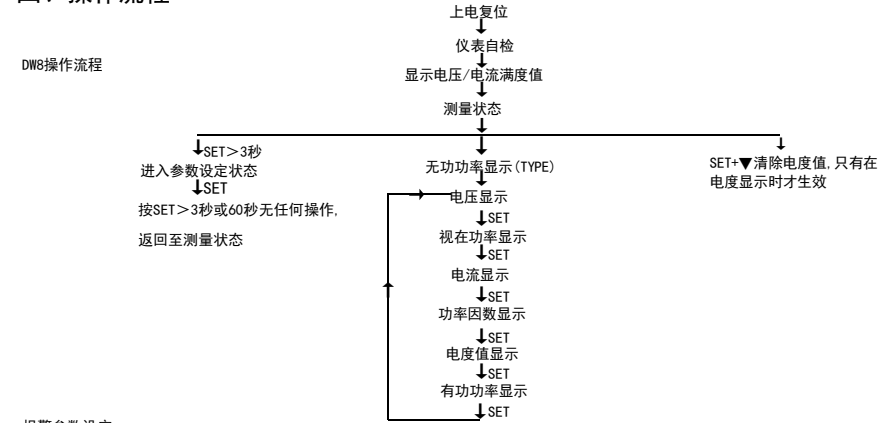 上电复位
仪表自检
DW8操作流程
显示电压/电流满度值
测量状态
SET＞3秒
进入参数设定状态
SET
按SET＞3秒或60秒无任何操作,
返回至测量状态
无功功率显示(TYPE)
电压显示
SET
视在功率显示
SET
电流显示
SET
功率因数显示
SET
电度值显示
SET
有功功率显示
SET
SET+▼清除电度值,只有在
电度显示时才生效